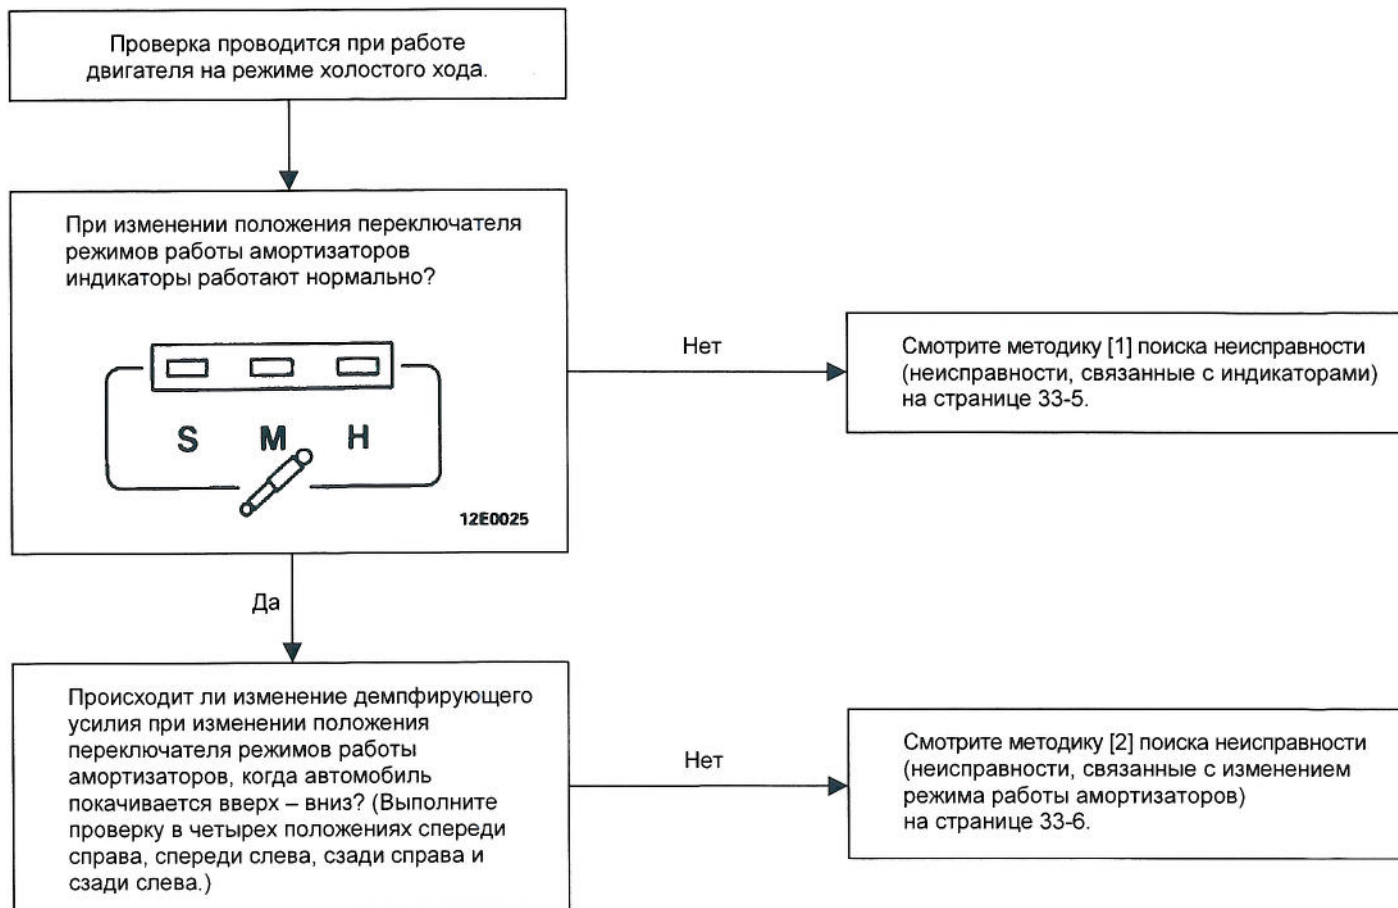 Проверка проводится при работе
двигателя на режиме холостого хода.
При изменении положения переключателя
режимов работы амортизаторов
индикаторы работают нормально?
S M H
12E0025
Нет
Смотрите методику [1] поиска неисправности
(неисправности, связанные с индикаторами)
на странице 33-5.
Да
Происходит ли изменение демпфирующего
усилия при изменении положения
переключателя режимов работы
амортизаторов, когда автомобиль
покачивается вверх – вниз? (Выполните
проверку в четырех положениях спереди
справа, спереди слева, сзади справа и
сзади слева.)
Нет
Смотрите методику [2] поиска неисправности
(неисправности, связанные с изменением
режима работы амортизаторов)
на странице 33-6.